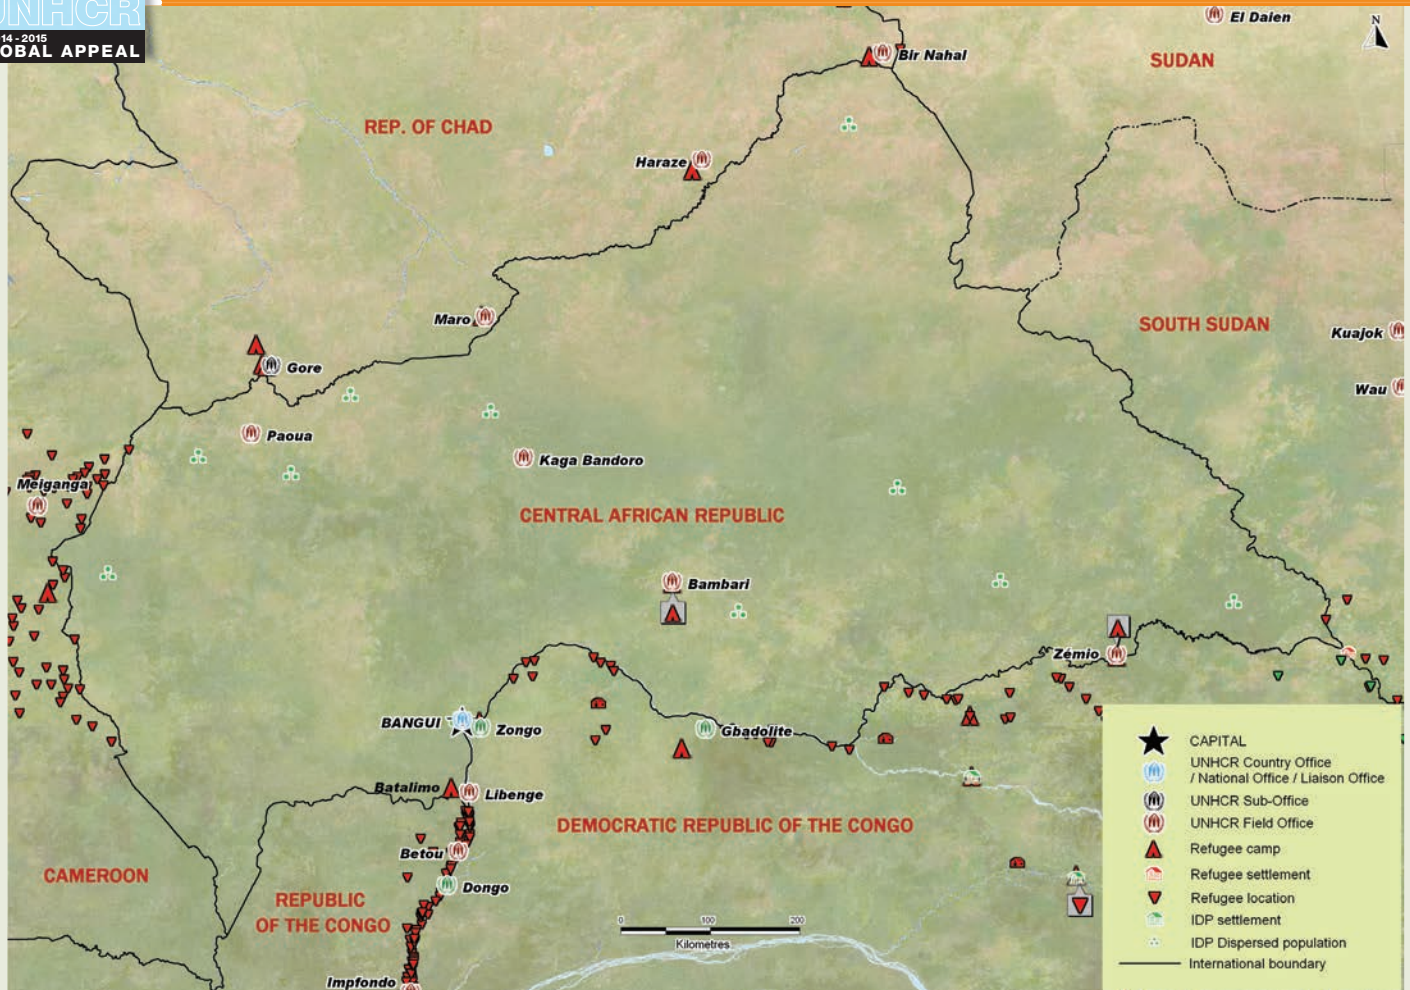 UNHCR
14 - 2015
OBAL APPEAL
N
El Daien
SUDAN
Bir Nahal
REP. OF CHAD
Haraze
Maro
SOUTH SUDAN
Kuajok
Gore
Wau
Paoua
Kaga Bandoro
Meiganga
CENTRAL AFRICAN REPUBLIC
Bambari
Zémio
BANGUI
Zongo
Gbadolite
Batalimo
Libenge
DEMOCRATIC REPUBLIC OF THE CONGO
Betou
CAMEROON
Dongo
REPUBLIC
OF THE CONGO
0 100 200
Kilometres
Impfondo
CAPITAL
UNHCR Country Office
/ National Office / Liaison Office
UNHCR Sub-Office
UNHCR Field Office
Refugee camp
Refugee settlement
Refugee location
IDP settlement
IDP Dispersed population
International boundary